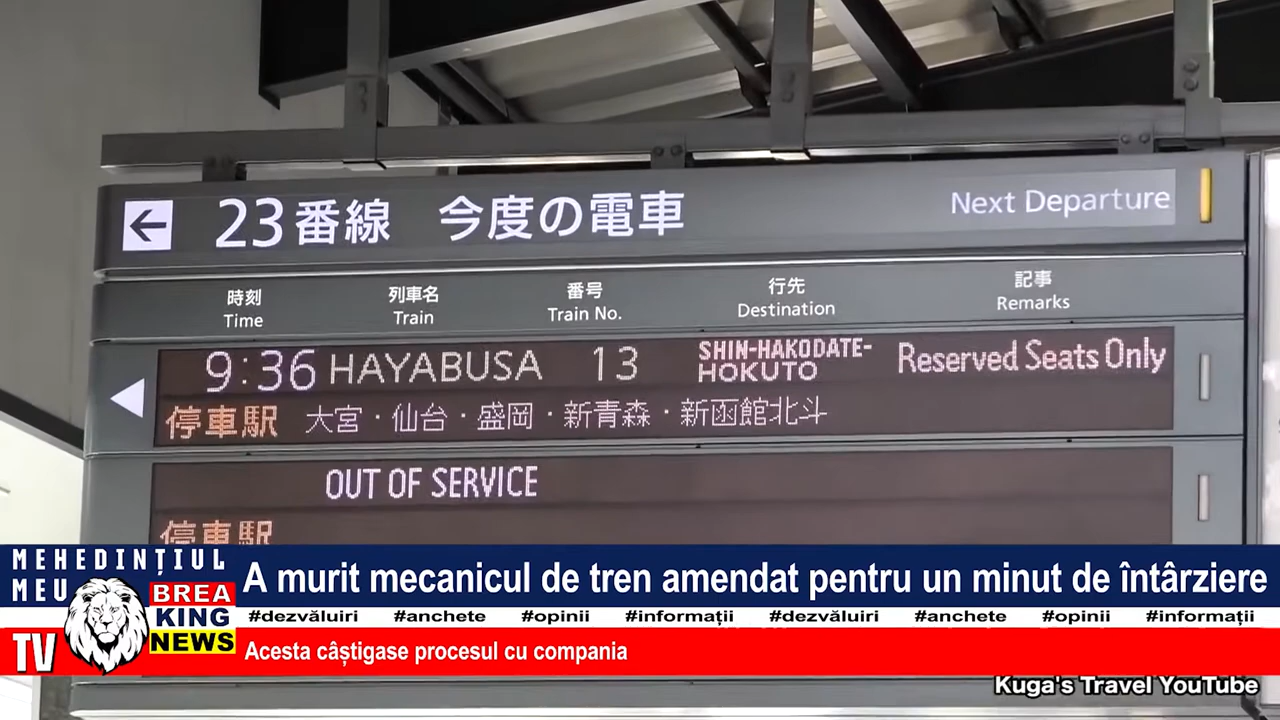 23番線 今度の電車 Next Departure
時刻 列車名 番号 行先 記事
Time Train Train No. Destination Remarks
9:36 HAYABUSA 13 SHIN-HAKODATE-HOKUTO Reserved Seats Only
停車駅 大宮・仙台・盛岡・新青森・新函館北斗
OUT OF SERVICE
停車駅
MEHEDINȚIUL
MEU
TV
BREA
KING
NEWS
A murit mecanicul de tren amendat pentru un minut de întârziere
#dezvăluiri #anchete #opinii #informații #dezvăluiri #anchete #opinii #informații
Acesta câștigase procesul cu compania
Kuga's Travel YouTube